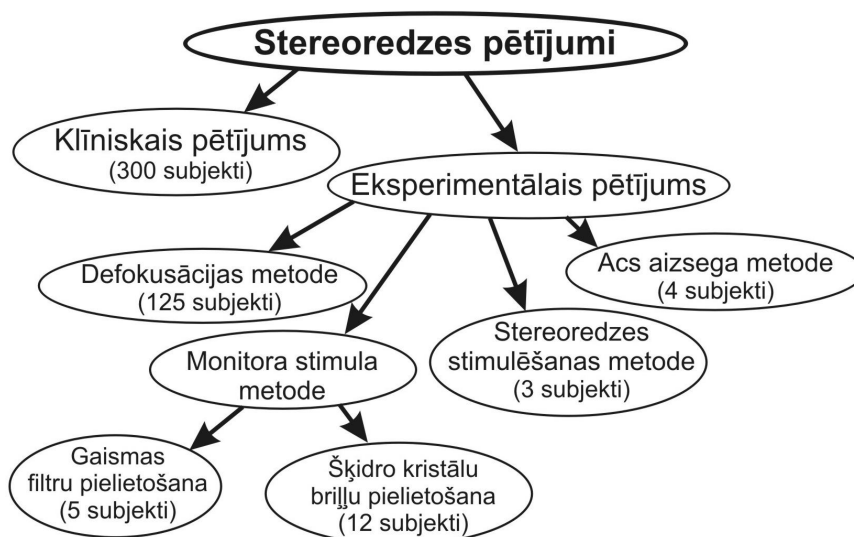 Stereoredzes pētījumi
Klīniskais pētījums
(300 subjekti)
Eksperimentālais pētījums
Defokusācijas metode
(125 subjekti)
Acs aizsega metode
(4 subjekti)
Monitora stimula
metode
Stereoredzes
stimulēšanas metode
(3 subjekti)
Gaismas
filtru pielietošana
(5 subjekti)
Šķidro kristālu
briļļu pielietošana
(12 subjekti)